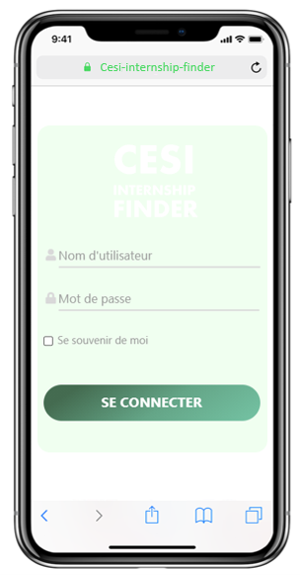 9:41
Cesi-internship-finder
CESI
INTERNSHIP
FINDER
Nom d'utilisateur
Mot de passe
Se souvenir de moi
SE CONNECTER